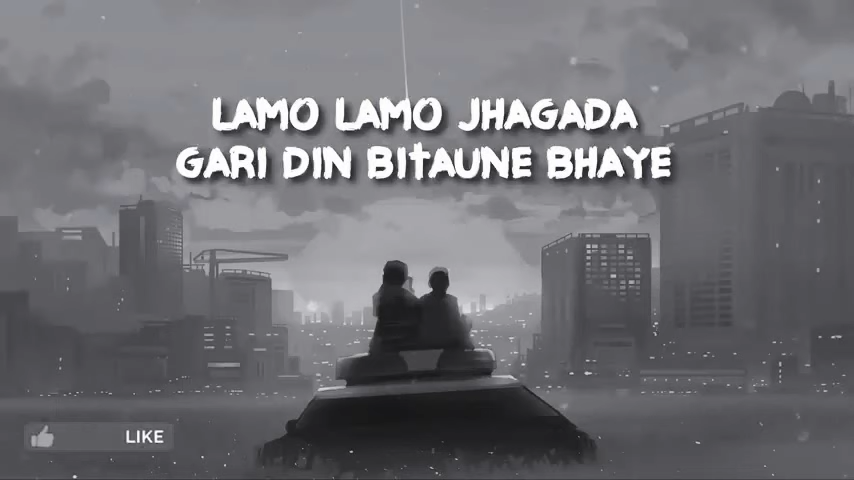 LAMO LAMO JHAGADA
GARI DIN BITAUNE BHAYE
LIKE